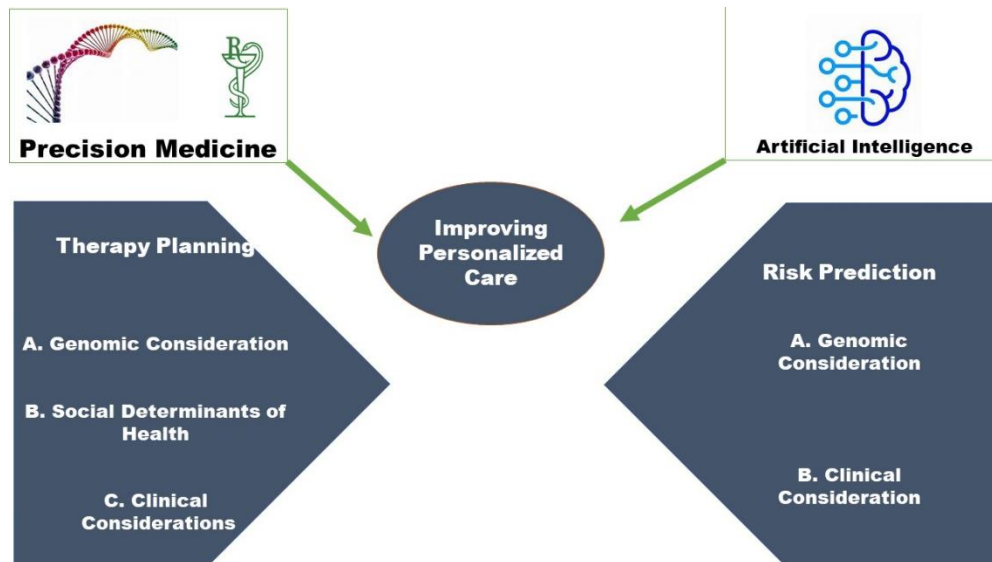 R
Precision Medicine
Artificial Intelligence
Improving
Personalized
Care
Therapy Planning
A. Genomic Consideration
B. Social Determinants of
Health
C. Clinical
Considerations
Risk Prediction
A. Genomic
Consideration
B. Clinical
Consideration